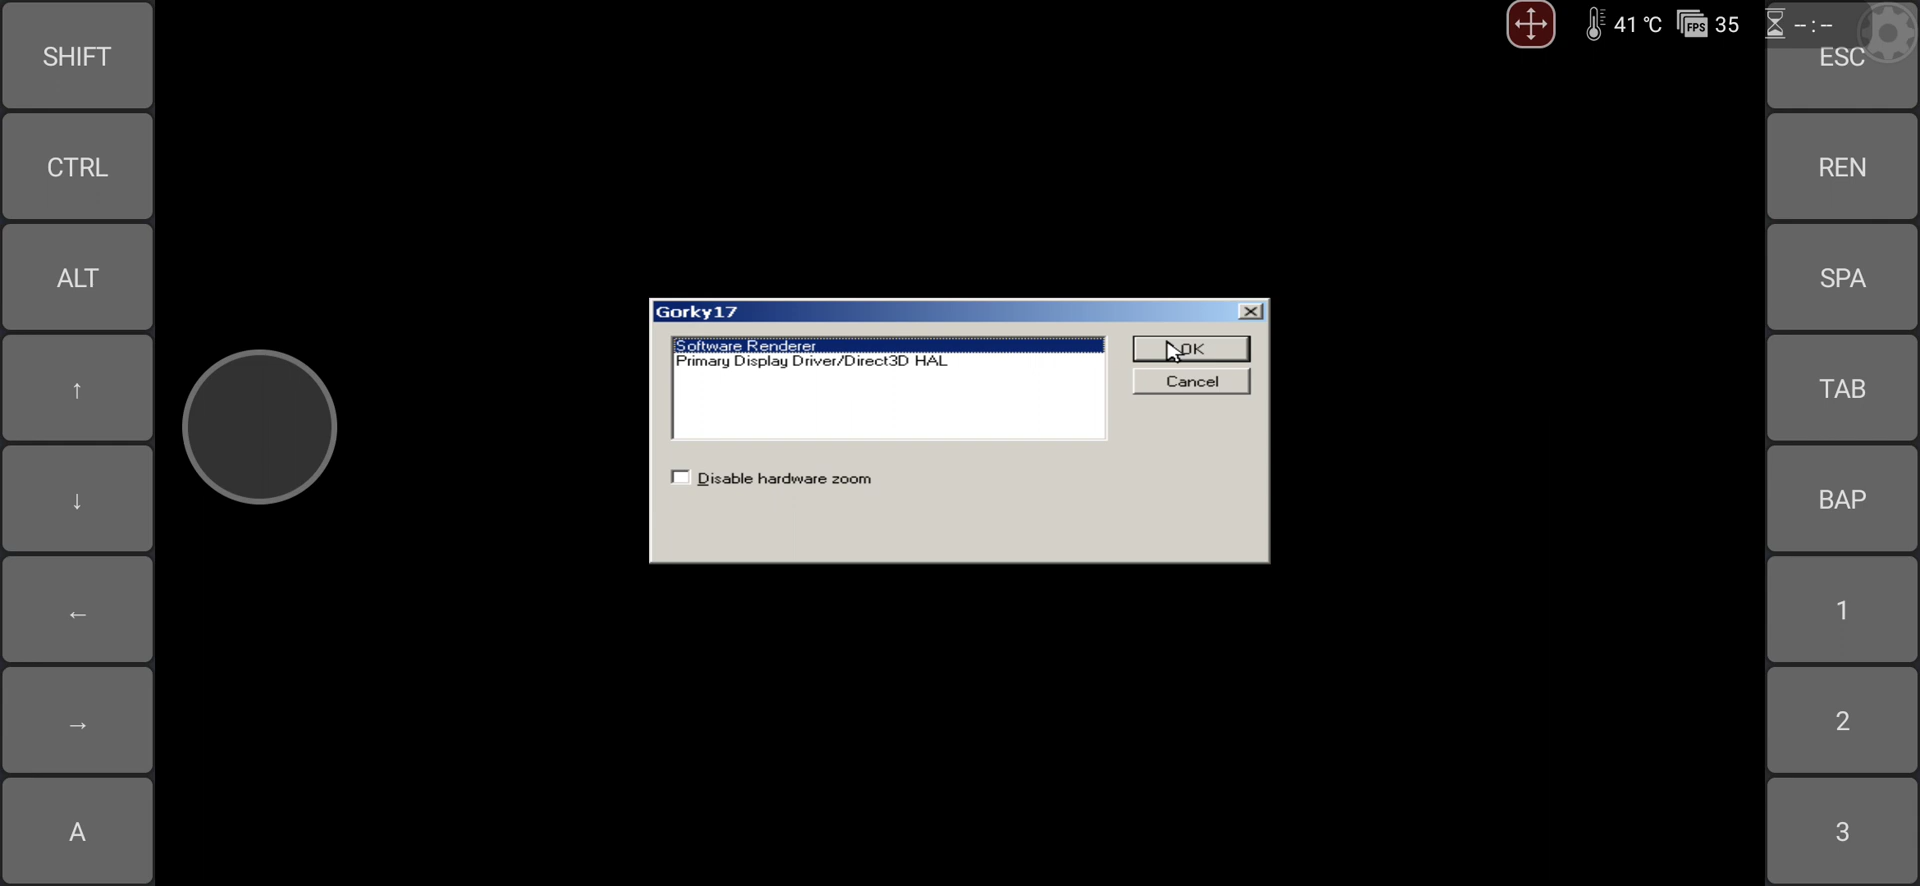 SHIFT
CTRL
ALT
↑
↓
←
→
A
41 ℃ FPS 35 --:--
ESC
REN
SPA
TAB
BAP
1
2
3
Gorky17
Software Renderer
Primary Display Driver/Direct3D HAL
OK
Cancel
Disable hardware zoom